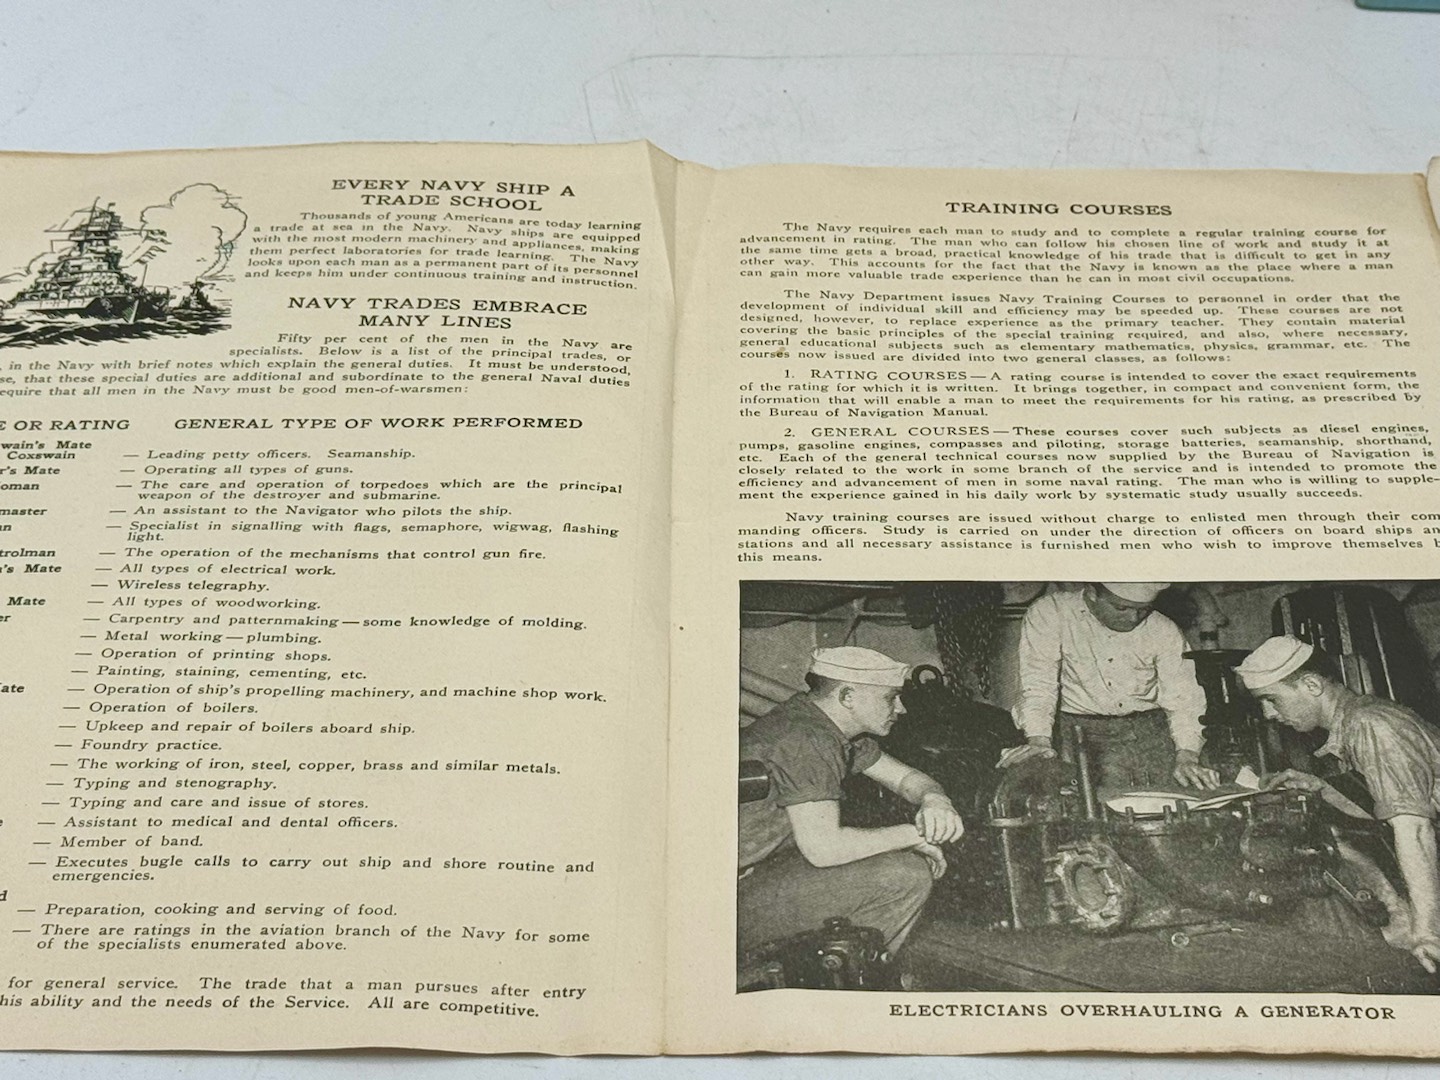 EVERY NAVY SHIP A
TRADE SCHOOL
Thousands of young Americans are today learning
a trade at sea in the Navy. Navy ships are equipped
with the most modern machinery and appliances, making
them perfect laboratories for trade learning. The Navy
looks upon each man as a permanent part of its personnel
and keeps him under continuous training and instruction.
NAVY TRADES EMBRACE
MANY LINES
Fifty per cent of the men in the Navy are
specialists. Below is a list of the principal trades, or
, in the Navy with brief notes which explain the general duties. It must be understood,
se, that these special duties are additional and subordinate to the general Naval duties
equire that all men in the Navy must be good men-of-warsmen:
E OR RATING GENERAL TYPE OF WORK PERFORMED
wain's Mate
Coxswain — Leading petty officers. Seamanship.
r's Mate — Operating all types of guns.
oman — The care and operation of torpedoes which are the principal
weapon of the destroyer and submarine.
master — An assistant to the Navigator who pilots the ship.
an — Specialist in signalling with flags, semaphore, wigwag, flashing
light.
trolman — The operation of the mechanisms that control gun fire.
n's Mate — All types of electrical work.
— Wireless telegraphy.
Mate — All types of woodworking.
er — Carpentry and patternmaking—some knowledge of molding.
— Metal working—plumbing.
— Operation of printing shops.
— Painting, staining, cementing, etc.
ate — Operation of ship's propelling machinery, and machine shop work.
— Operation of boilers.
— Upkeep and repair of boilers aboard ship.
— Foundry practice.
— The working of iron, steel, copper, brass and similar metals.
— Typing and stenography.
— Typing and care and issue of stores.
e — Assistant to medical and dental officers.
— Member of band.
— Executes bugle calls to carry out ship and shore routine and
emergencies.
d
— Preparation, cooking and serving of food.
— There are ratings in the aviation branch of the Navy for some
of the specialists enumerated above.
for general service. The trade that a man pursues after entry
his ability and the needs of the Service. All are competitive.
TRAINING COURSES
The Navy requires each man to study and to complete a regular training course for
advancement in rating. The man who can follow his chosen line of work and study it at
the same time gets a broad, practical knowledge of his trade that is difficult to get in any
other way. This accounts for the fact that the Navy is known as the place where a man
can gain more valuable trade experience than he can in most civil occupations.
The Navy Department issues Navy Training Courses to personnel in order that the
development of individual skill and efficiency may be speeded up. These courses are not
designed, however, to replace experience as the primary teacher. They contain material
covering the basic principles of the special training required, and also, where necessary,
general educational subjects such as elementary mathematics, physics, grammar, etc. The
courses now issued are divided into two general classes, as follows:
1. RATING COURSES—A rating course is intended to cover the exact requirements
of the rating for which it is written. It brings together, in compact and convenient form, the
information that will enable a man to meet the requirements for his rating, as prescribed by
the Bureau of Navigation Manual.
2. GENERAL COURSES—These courses cover such subjects as diesel engines,
pumps, gasoline engines, compasses and piloting, storage batteries, seamanship, shorthand,
etc. Each of the general technical courses now supplied by the Bureau of Navigation is
closely related to the work in some branch of the service and is intended to promote the
efficiency and advancement of men in some naval rating. The man who is willing to supple-
ment the experience gained in his daily work by systematic study usually succeeds.
Navy training courses are issued without charge to enlisted men through their com
manding officers. Study is carried on under the direction of officers on board ships an
stations and all necessary assistance is furnished men who wish to improve themselves b
this means.
ELECTRICIANS OVERHAULING A GENERATOR